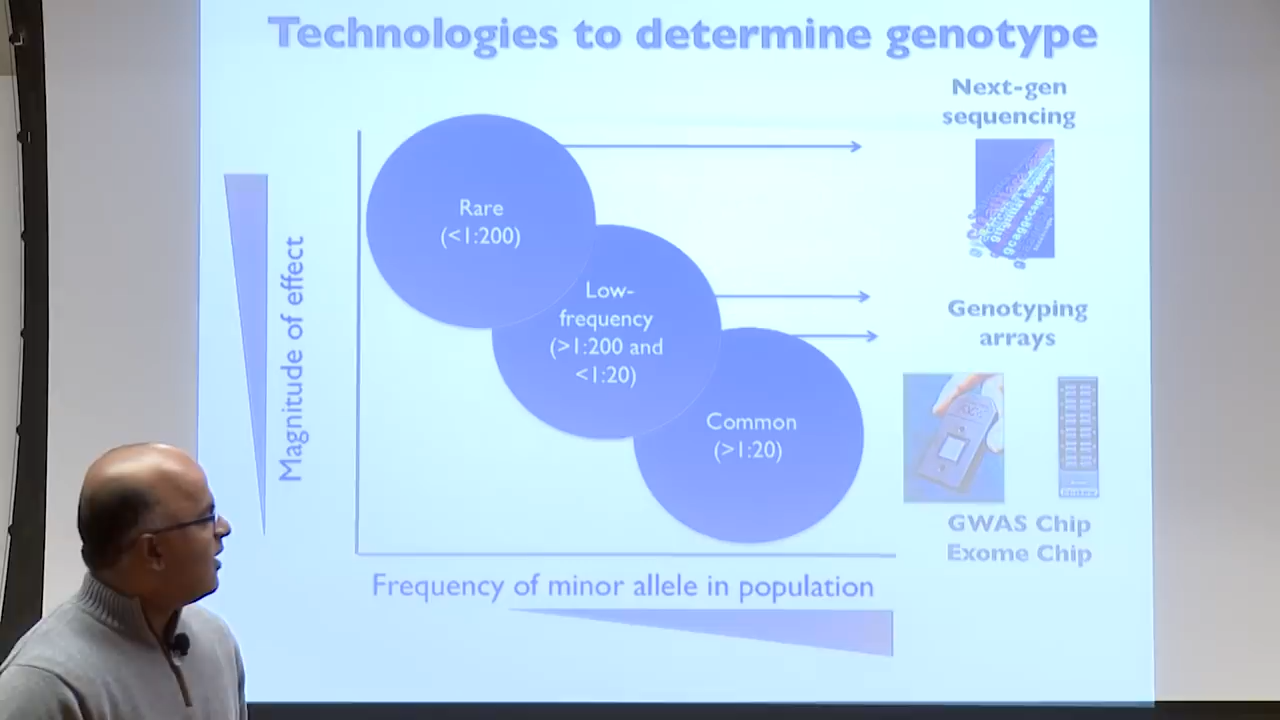 Technologies to determine genotype
Next-gen
sequencing
Rare
(<1:200)
Low-
frequency
(>1:200 and
<1:20)
Common
(>1:20)
Genotyping
arrays
GWAS Chip
Exome Chip
Magnitude of effect
Frequency of minor allele in population